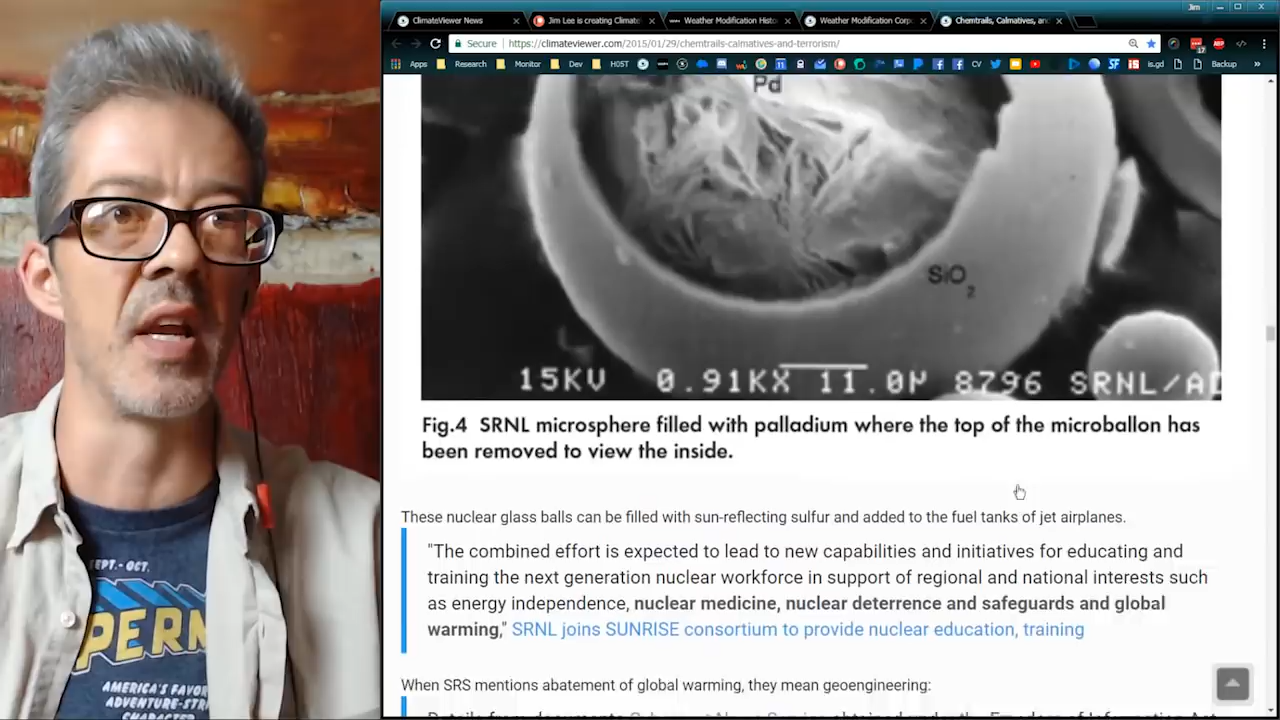 Jim
ClimateViewer News
Jim Lee is creating Climate
Weather Modification Hist
Weather Modification Corp
Chemtrails, Calmatives, an
Secure
https://climateviewer.com/2015/01/29/chemtrails-calmatives-and-terrorism/
Apps Research Monitor Dev H05T CV is.gd Backup »
Pd
SiO2
15KV 0.91KX 11.0µ 8796 SRNL/AD
Fig.4 SRNL microsphere filled with palladium where the top of the microballon has
been removed to view the inside.
These nuclear glass balls can be filled with sun-reflecting sulfur and added to the fuel tanks of jet airplanes.
"The combined effort is expected to lead to new capabilities and initiatives for educating and
training the next generation nuclear workforce in support of regional and national interests such
as energy independence, nuclear medicine, nuclear deterrence and safeguards and global
warming," SRNL joins SUNRISE consortium to provide nuclear education, training
When SRS mentions abatement of global warming, they mean geoengineering:
SEPT.-OCT.
PERN
AMERICA'S FAVO
ADVENTURE-STR
CHARACTER